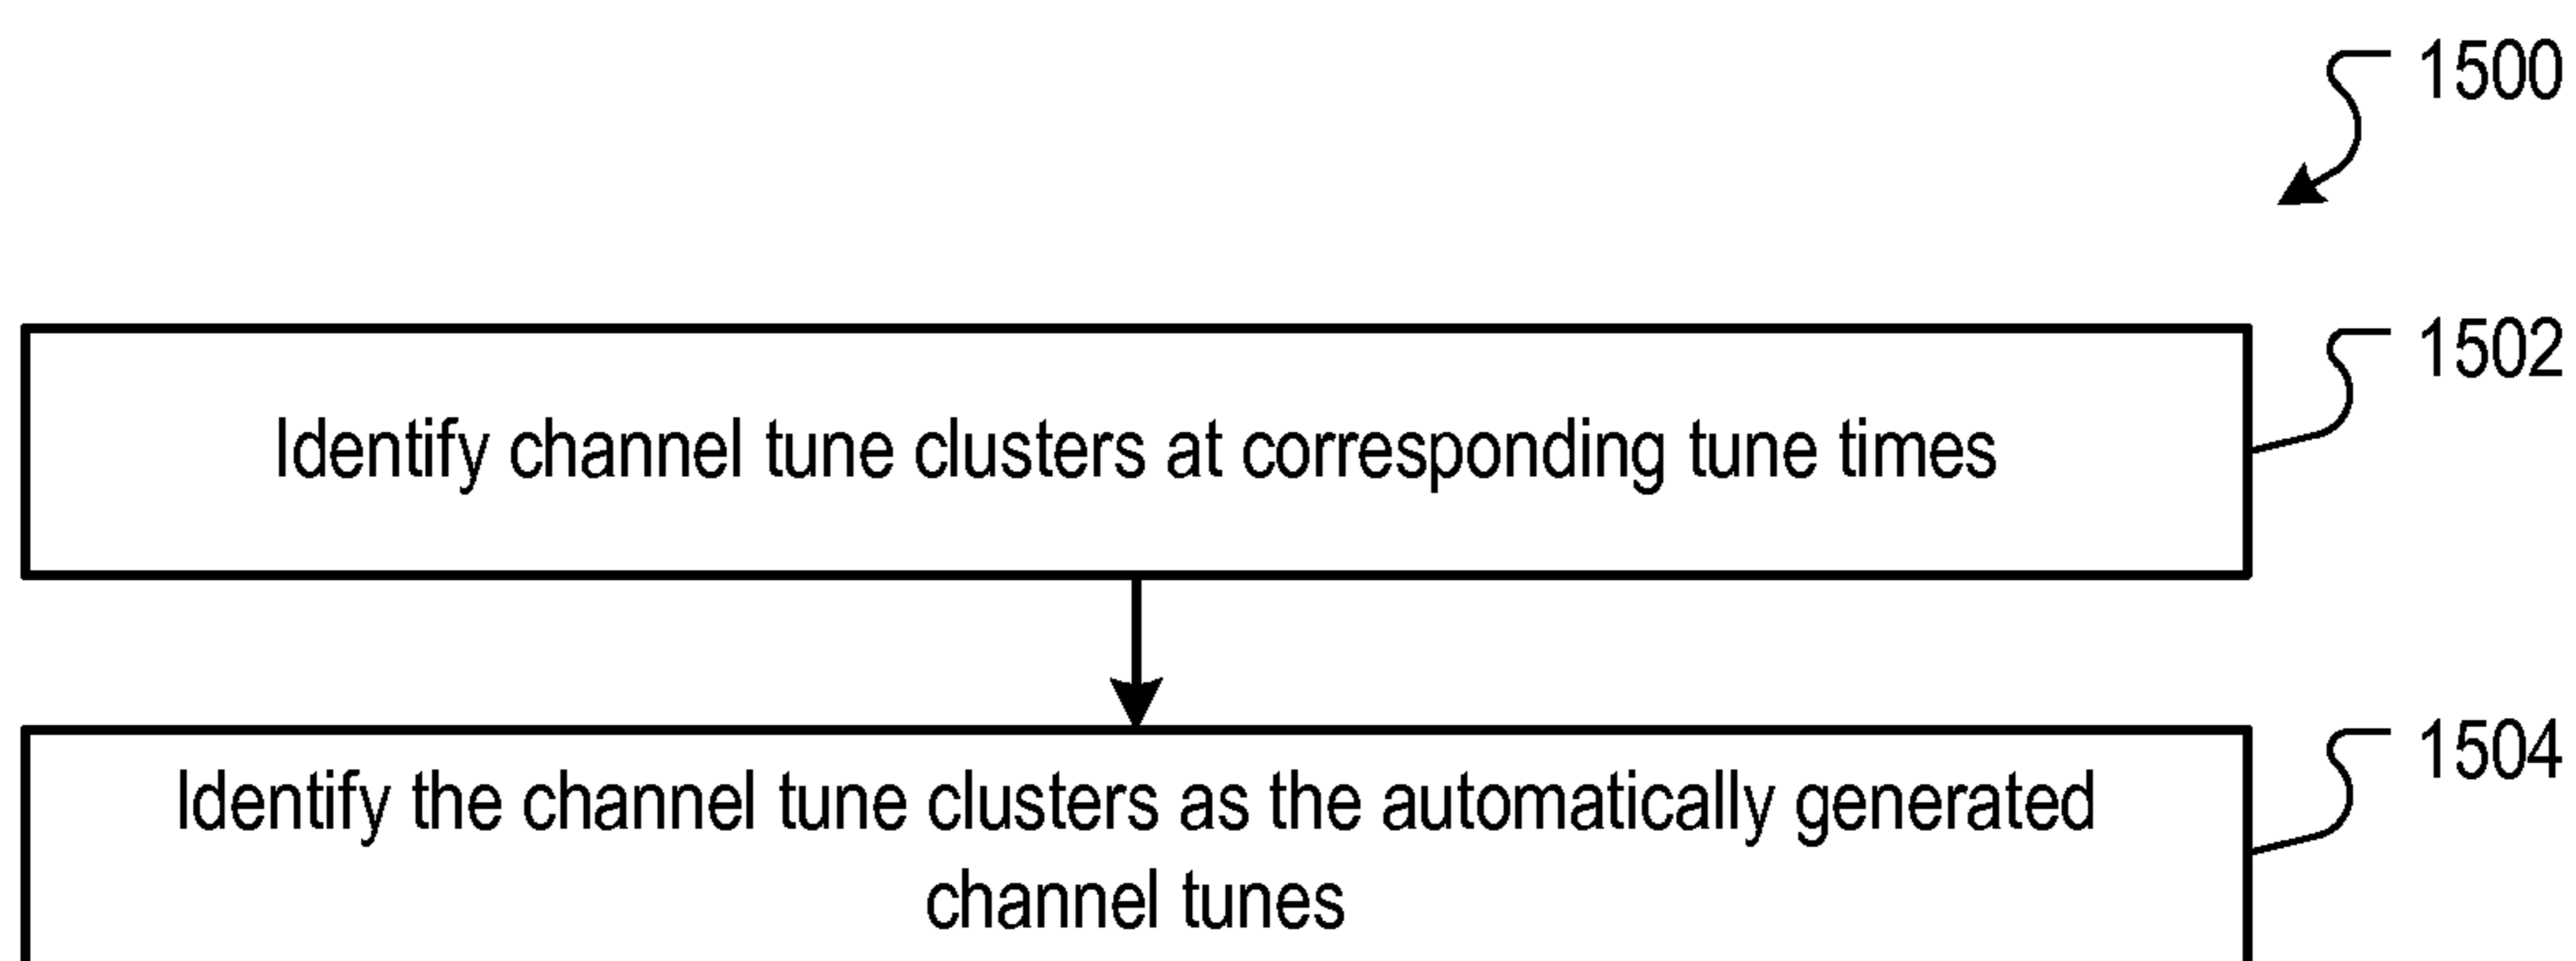 1500
1502
Identify channel tune clusters at corresponding tune times
1504
Identify the channel tune clusters as the automatically generated
channel tunes